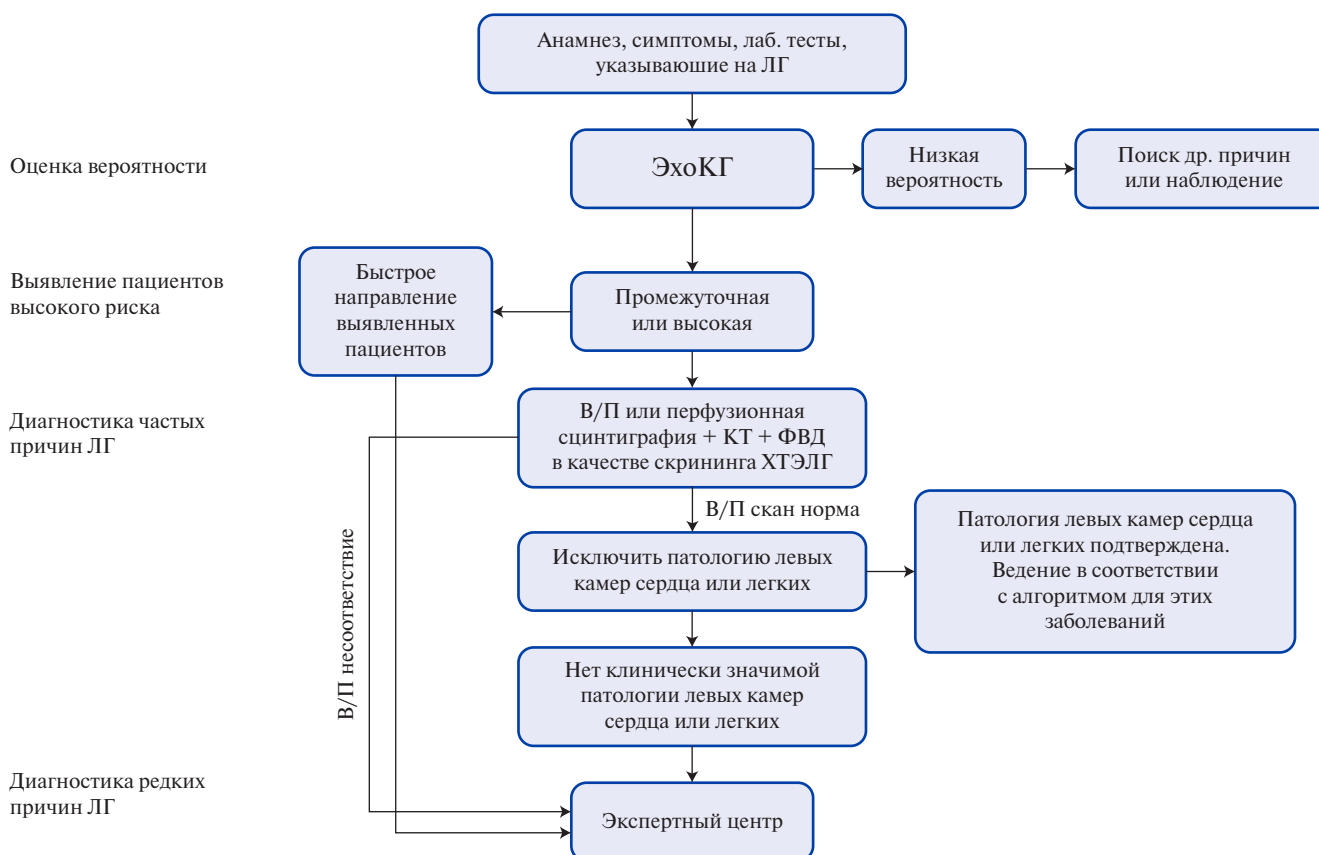 Анамнез, симптомы, лаб. тесты,
указываюшие на ЛГ
Оценка вероятности
ЭхоКГ
Низкая
вероятность
Поиск др. причин
или наблюдение
Выявление пациентов
высокого риска
Быстрое
направление
выявленных
пациентов
Промежуточная
или высокая
Диагностика частых
причин ЛГ
В/П или перфузионная
сцинтиграфия + КТ + ФВД
в качестве скрининга ХТЭЛГ
В/П скан норма
В/П несоответствие
Исключить патологию левых
камер сердца или легких
Патология левых камер сердца
или легких подтверждена.
Ведение в соответствии
с алгоритмом для этих
заболеваний
Нет клинически значимой
патологии левых камер
сердца или легких
Диагностика редких
причин ЛГ
Экспертный центр